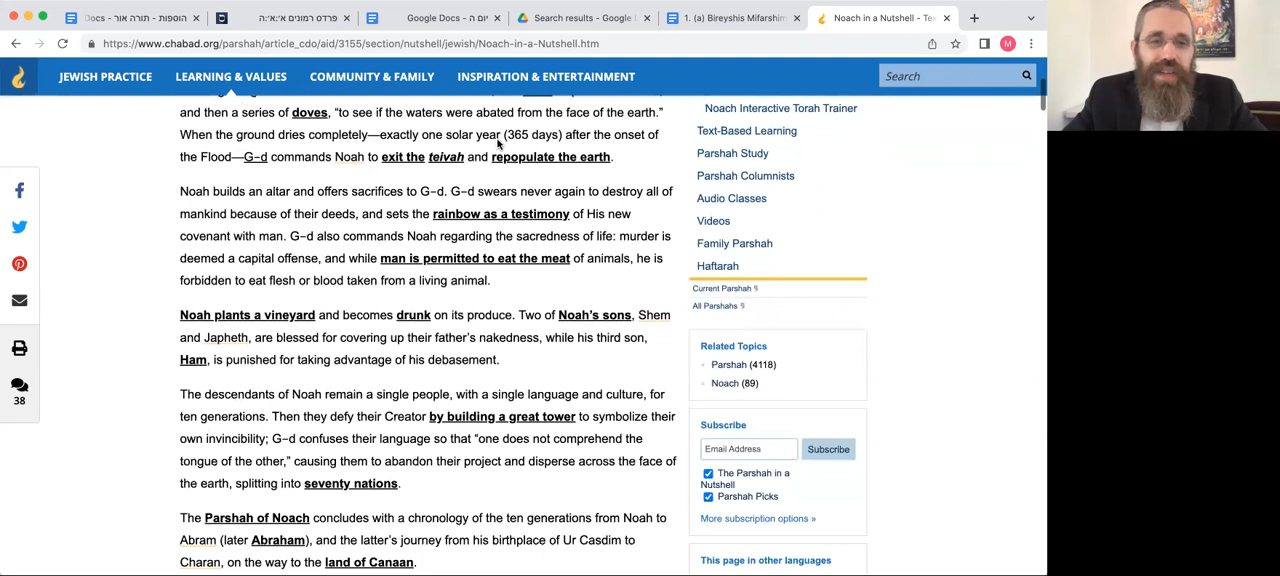 Docs - הוספות - תורה אור
פרדס רמונים א׳:א׳:ה
Google Docs - יום ה
Search results - Google
1. (a) Bireyshis Mifarshim
Noach in a Nutshell - Te
https://www.chabad.org/parshah/article_cdo/aid/3155/section/nutshell/jewish/Noach-in-a-Nutshell.htm
M
JEWISH PRACTICE
LEARNING & VALUES
COMMUNITY & FAMILY
INSPIRATION & ENTERTAINMENT
Search
and then a series of doves, “to see if the waters were abated from the face of the earth.”
When the ground dries completely—exactly one solar year (365 days) after the onset of
the Flood—G‑d commands Noah to exit the teivah and repopulate the earth.
Noah builds an altar and offers sacrifices to G‑d. G‑d swears never again to destroy all of
mankind because of their deeds, and sets the rainbow as a testimony of His new
covenant with man. G‑d also commands Noah regarding the sacredness of life: murder is
deemed a capital offense, and while man is permitted to eat the meat of animals, he is
forbidden to eat flesh or blood taken from a living animal.
Noah plants a vineyard and becomes drunk on its produce. Two of Noah’s sons, Shem
and Japheth, are blessed for covering up their father’s nakedness, while his third son,
Ham, is punished for taking advantage of his debasement.
The descendants of Noah remain a single people, with a single language and culture, for
ten generations. Then they defy their Creator by building a great tower to symbolize their
own invincibility; G‑d confuses their language so that “one does not comprehend the
tongue of the other,” causing them to abandon their project and disperse across the face of
the earth, splitting into seventy nations.
The Parshah of Noach concludes with a chronology of the ten generations from Noah to
Abram (later Abraham), and the latter’s journey from his birthplace of Ur Casdim to
Charan, on the way to the land of Canaan.
38
Noach Interactive Torah Trainer
Text-Based Learning
Parshah Study
Parshah Columnists
Audio Classes
Videos
Family Parshah
Haftarah
Current Parshah
All Parshahs
Related Topics
Parshah (4118)
Noach (89)
Subscribe
Email Address
Subscribe
The Parshah in a
Nutshell
Parshah Picks
More subscription options »
This page in other languages